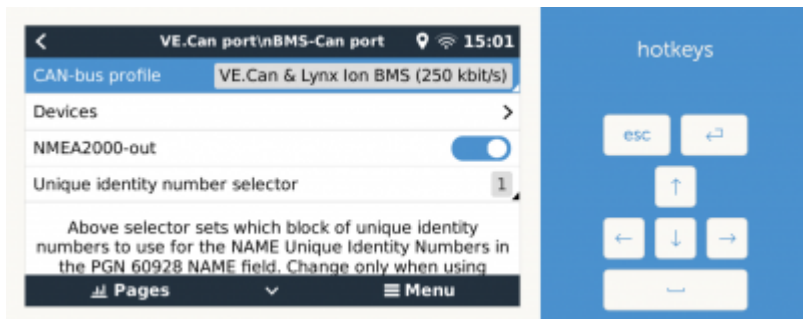 VE.Can port\nBMS-Can port 15:01
CAN-bus profile VE.Can & Lynx Ion BMS (250 kbit/s)
Devices
NMEA2000-out
Unique identity number selector 1
Above selector sets which block of unique identity
numbers to use for the NAME Unique Identity Numbers in
the PGN 60928 NAME field. Change only when using
Pages Menu
hotkeys
esc